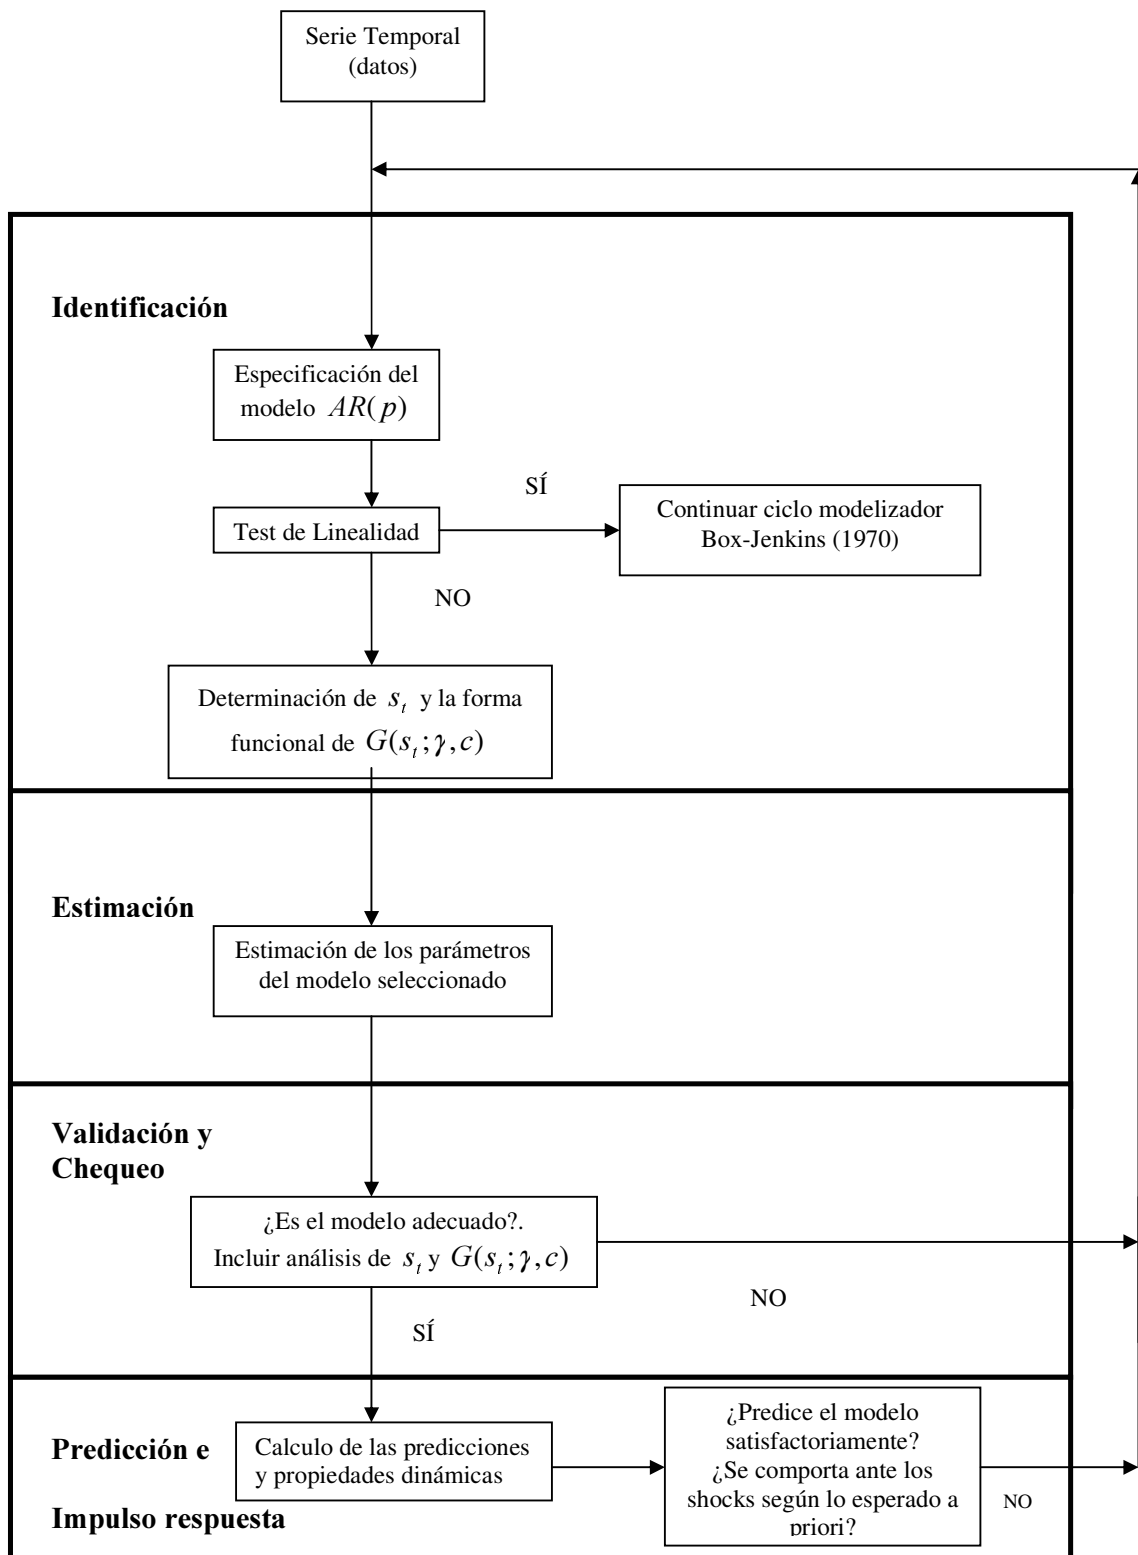 Serie Temporal
(datos)
Identificación
Especificación del
modelo AR(p)
SÍ
Test de Linealidad
Continuar ciclo modelizador
Box-Jenkins (1970)
NO
Determinación de s_t y la forma
funcional de G(s_t; γ, c)
Estimación
Estimación de los parámetros
del modelo seleccionado
Validación y
Chequeo
¿Es el modelo adecuado?.
Incluir análisis de s_t y G(s_t; γ, c)
NO
SÍ
Predicción e
Impulso respuesta
Calculo de las predicciones
y propiedades dinámicas
¿Predice el modelo
satisfactoriamente?
¿Se comporta ante los
shocks según lo esperado a
priori?
NO